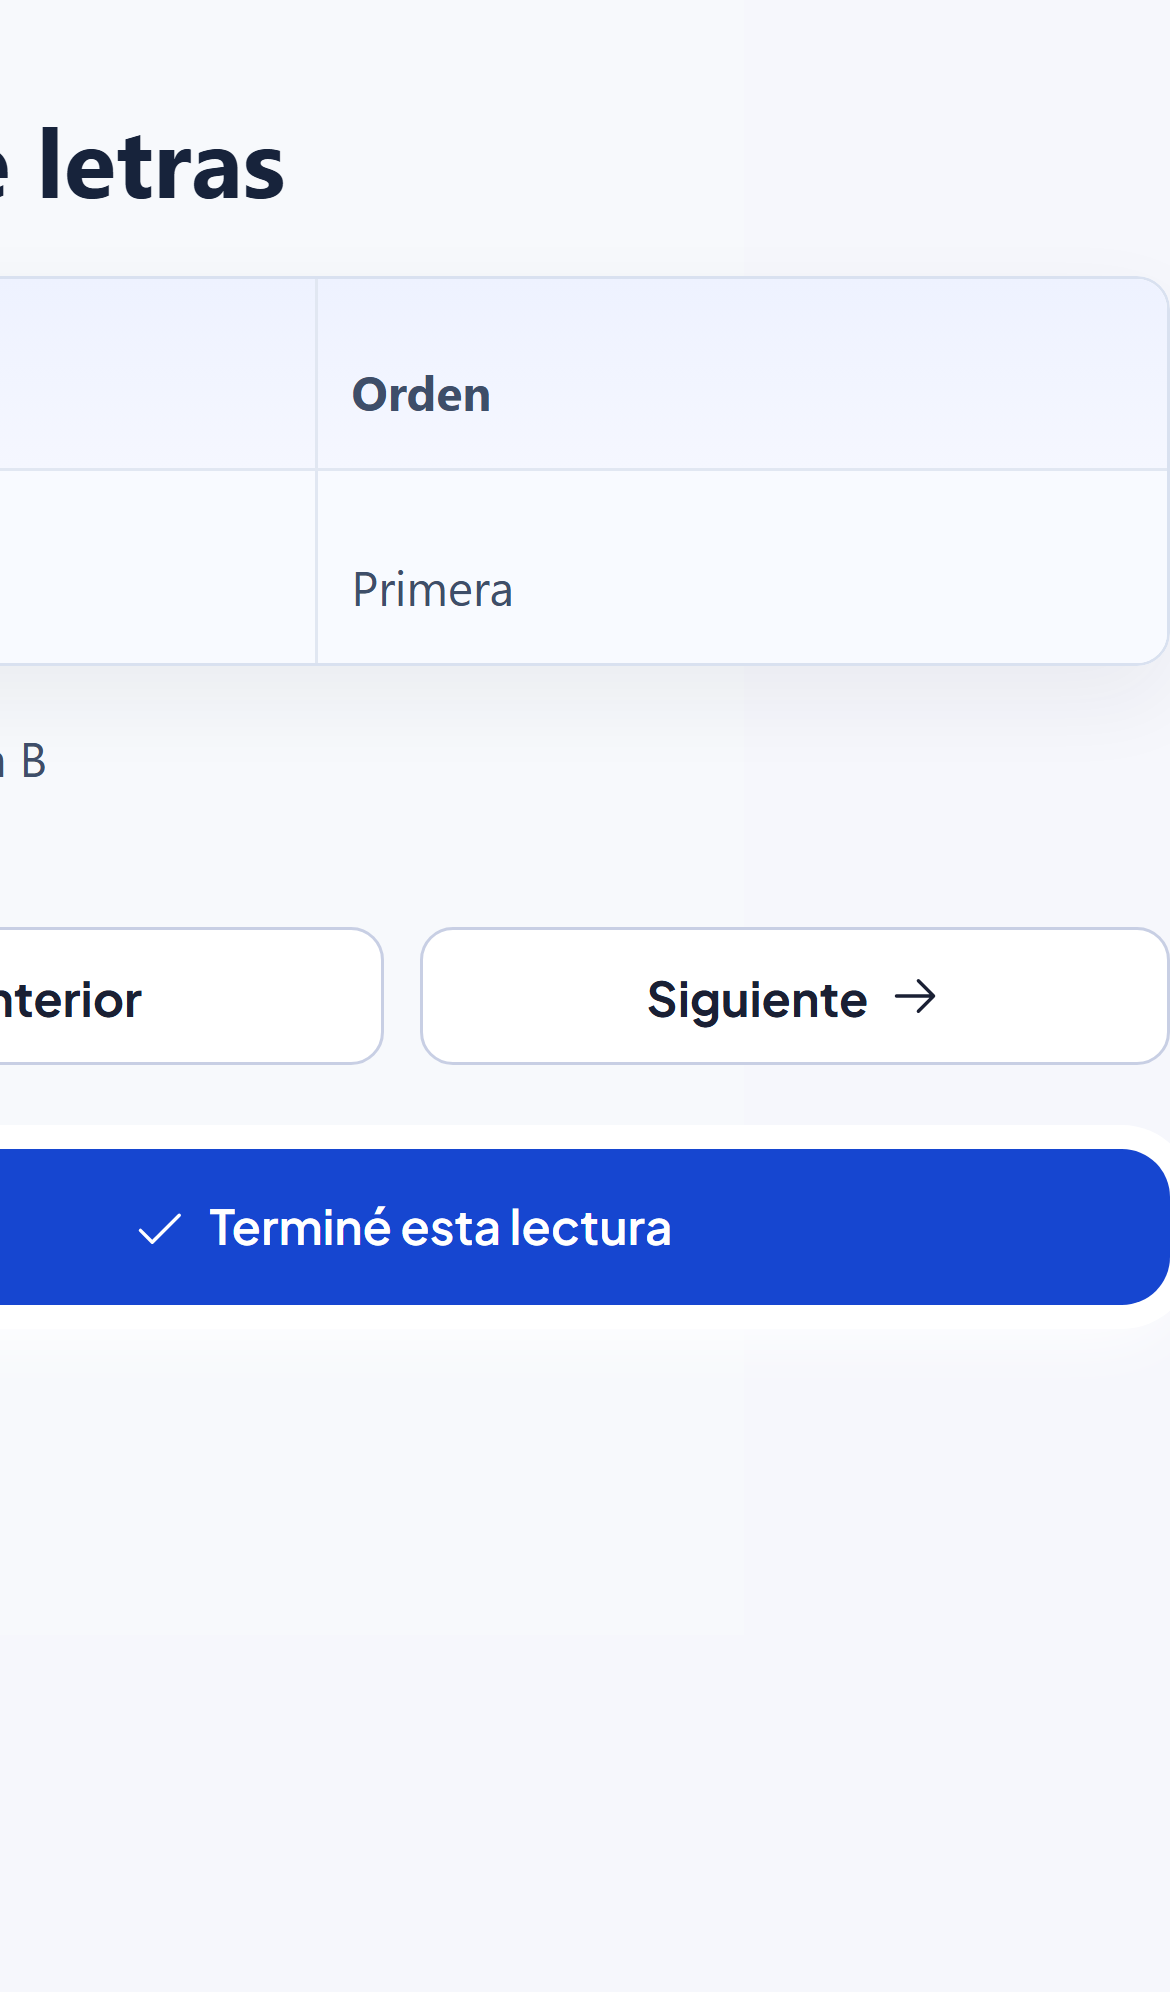 letras
Orden
Primera
B
nterior
Siguiente →
Terminé esta lectura